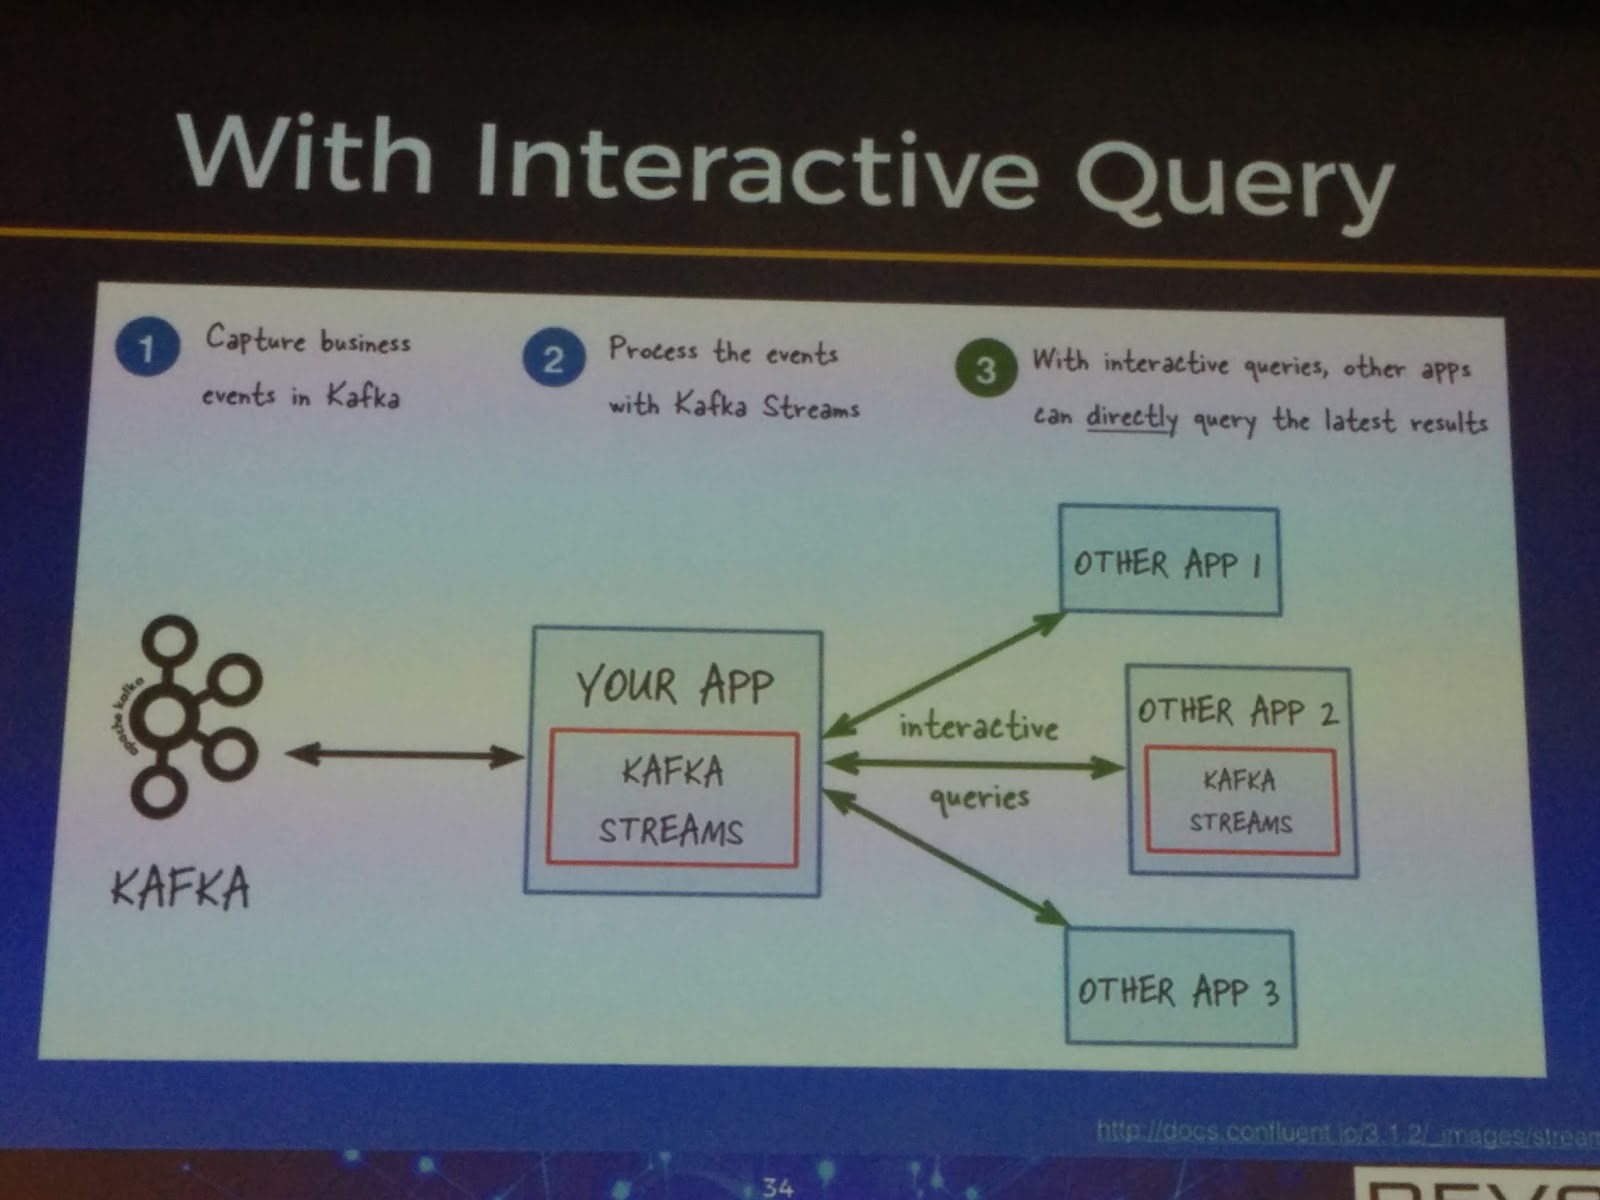 With Interactive Query
1
Capture business
events in Kafka
2
Process the events
with Kafka Streams
3
With interactive queries, other apps
can directly query the latest results
OTHER APP 1
YOUR APP
KAFKA
STREAMS
interactive
queries
OTHER APP 2
KAFKA
STREAMS
apache kafka
KAFKA
OTHER APP 3
http://docs.confluent.io/3.1.2/_images/stream
34